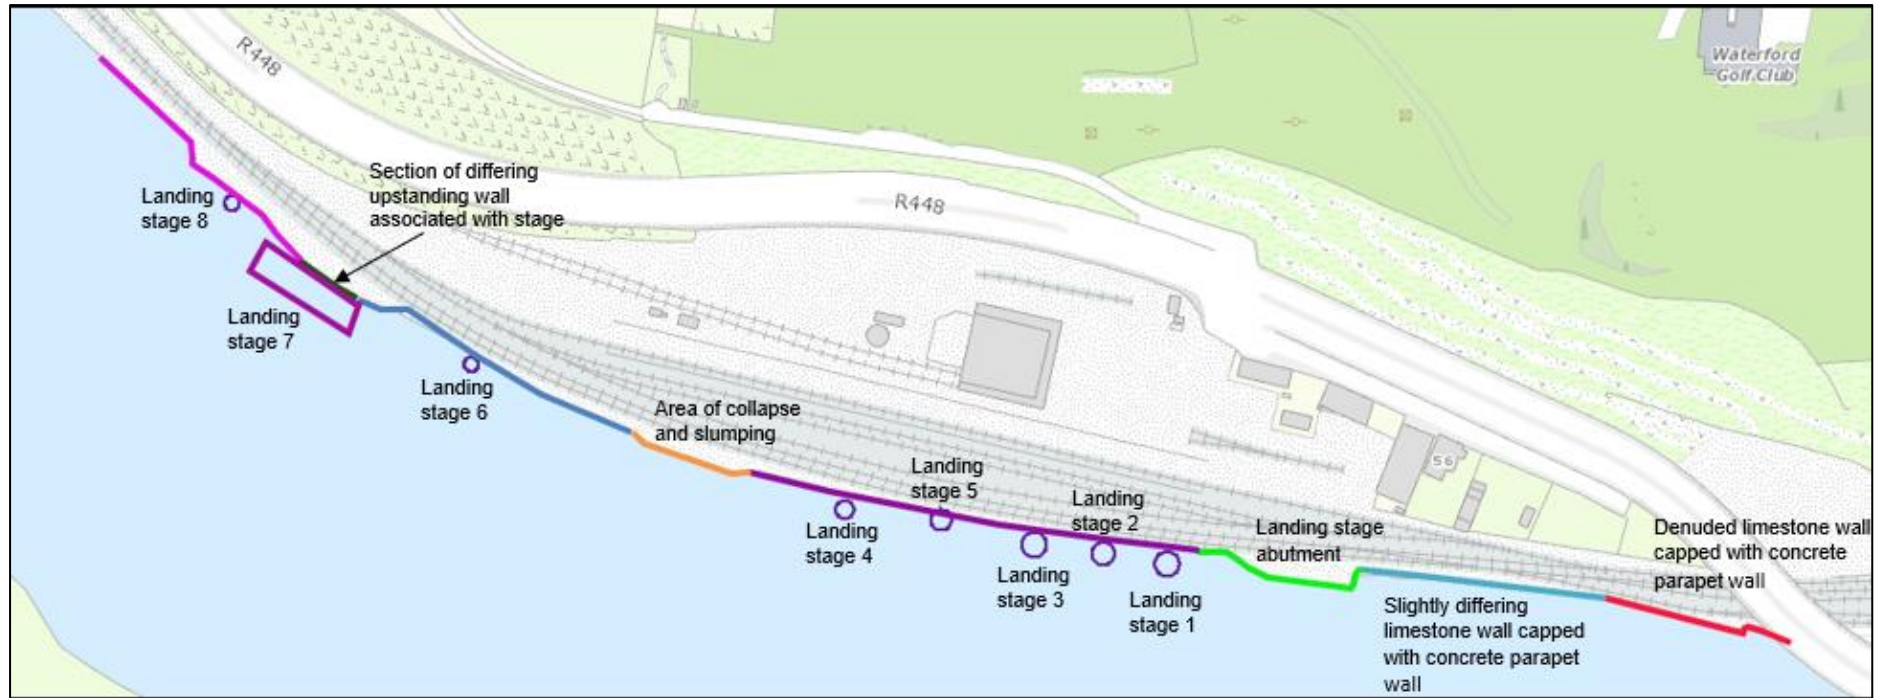 R448
Waterford
Golf Club
Section of differing
upstanding wall
associated with stage
Landing
stage 8
R448
Landing
stage 7
Landing
stage 6
Area of collapse
and slumping
Landing
stage 5
Landing
stage 4
Landing
stage 2
Landing
stage 3
Landing
stage 1
Landing stage
abutment
56
Denuded limestone wall
capped with concrete
parapet wall
Slightly differing
limestone wall capped
with concrete parapet
wall